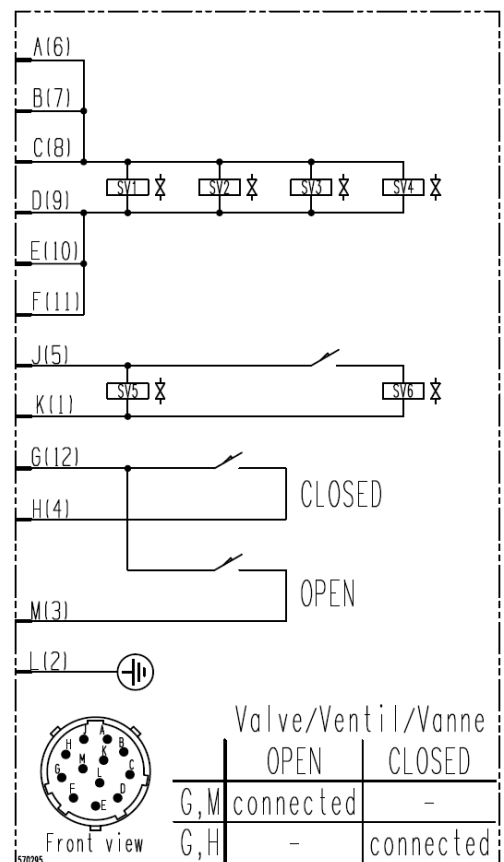 A(6)
B(7)
C(8)
SV1 SV2 SV3 SV4
D(9)
E(10)
F(11)
J(5)
SV5 SV6
K(1)
G(12)
CLOSED
H(4)
OPEN
M(3)
L(2)
J A
H K B
G M C
L
F D
E
Front view
Valve/Ventil/Vanne
OPEN CLOSED
G,M connected -
G,H - connected
570295